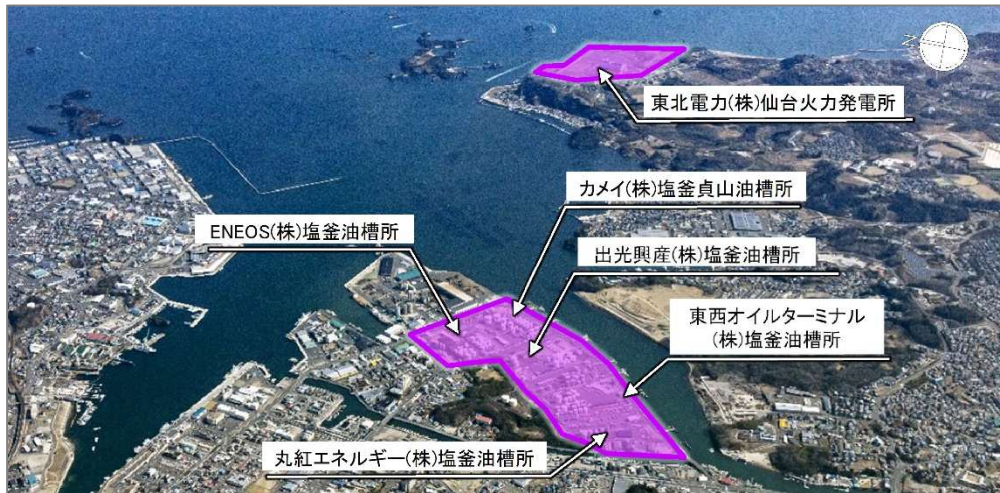 N
東北電力(株)仙台火力発電所
カメイ(株)塩釜貞山油槽所
ENEOS(株)塩釜油槽所
出光興産(株)塩釜油槽所
東西オイルターミナル
(株)塩釜油槽所
丸紅エネルギー(株)塩釜油槽所